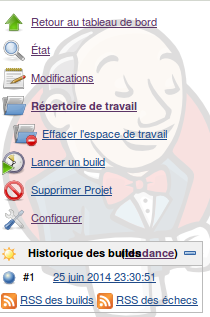 Retour au tableau de bord
État
Modifications
Répertoire de travail
Effacer l'espace de travail
Lancer un build
Supprimer Projet
Configurer
Historique des builds (tendance)
#1 25 juin 2014 23:30:51
RSS des builds RSS des échecs